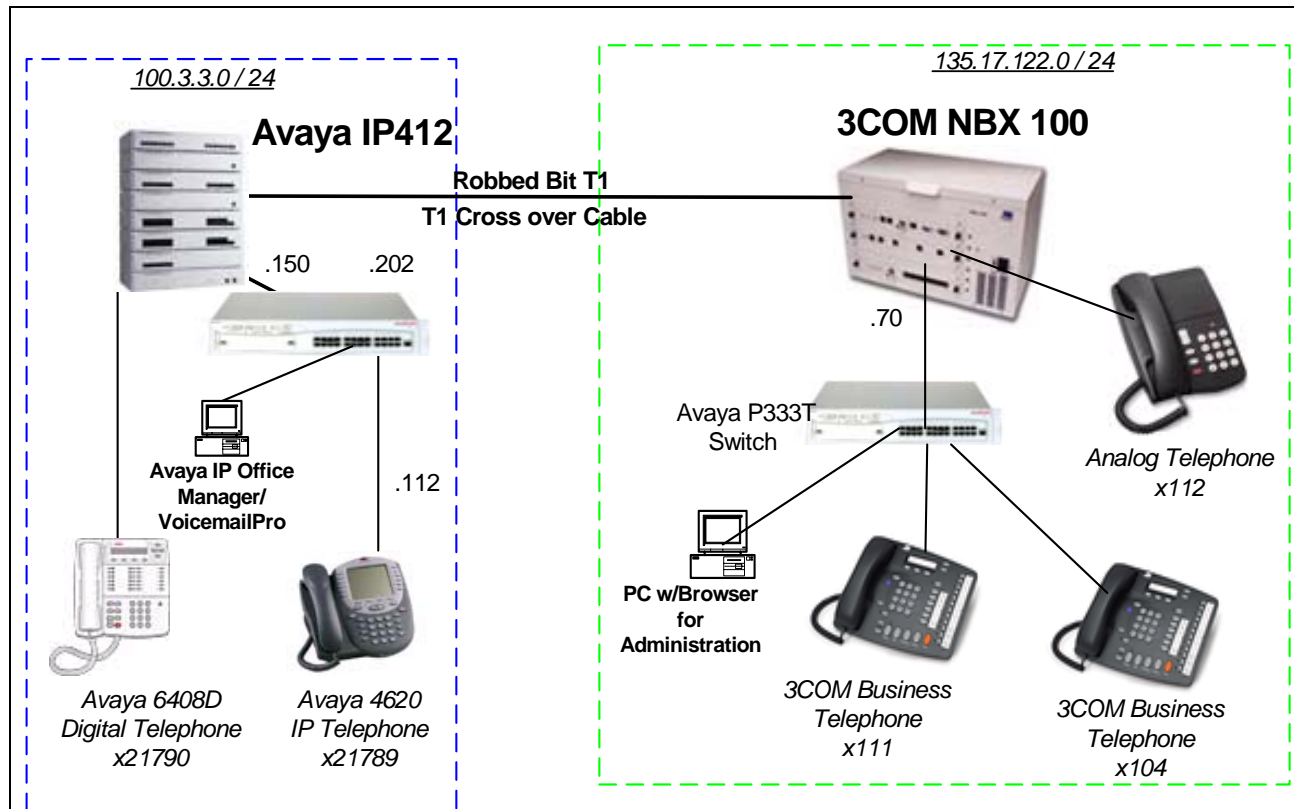 100.3.3.0 / 24
135.17.122.0 / 24
Avaya IP412
3COM NBX 100
Robbed Bit T1
T1 Cross over Cable
.150
.202
.70
Avaya P333T
Switch
Analog Telephone
x112
Avaya IP Office
Manager/
VoicemailPro
.112
PC w/Browser
for
Administration
Avaya 6408D
Digital Telephone
x21790
Avaya 4620
IP Telephone
x21789
3COM Business
Telephone
x111
3COM Business
Telephone
x104